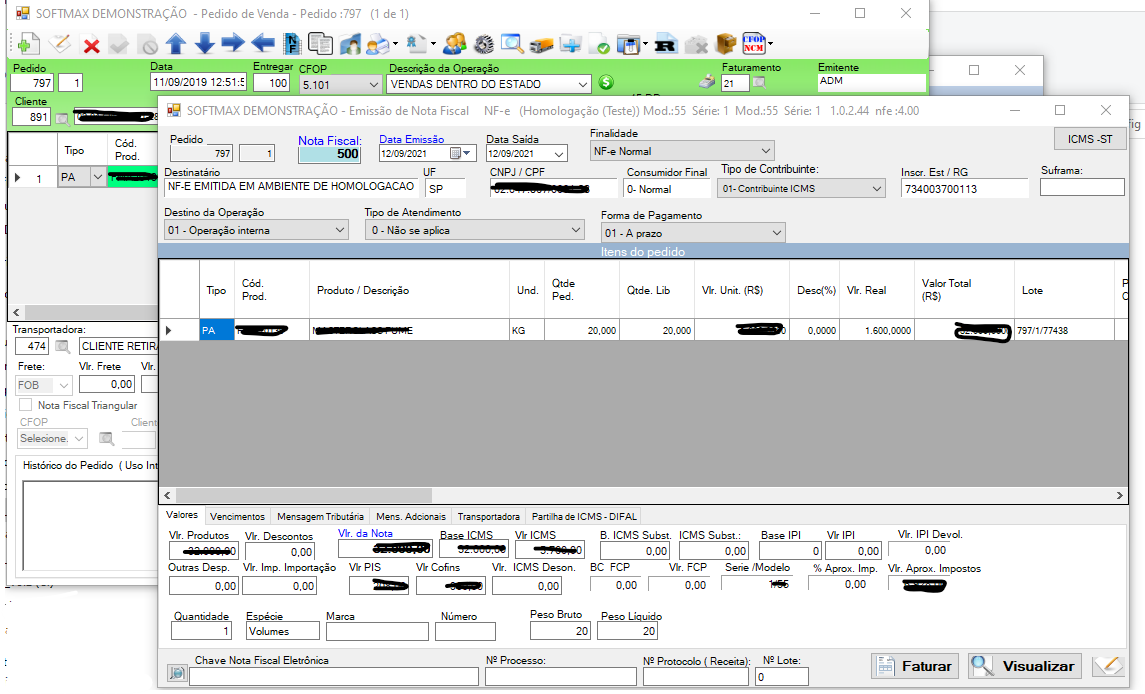 SOFTMAX DEMONSTRAÇÃO - Pedido de Venda - Pedido :797 (1 de 1)
NF
R
CFOP
NCM
Pedido
Data
Entregar
CFOP
Descrição da Operação
Faturamento
Emitente
797
1
11/09/2019 12:51:5
100
5.101
VENDAS DENTRO DO ESTADO
21
ADM
Cliente
891
Tipo
Cód.
Prod.
1
PA
Transportadora:
474
CLIENTE RETIRA
Frete:
Vlr. Frete
Vlr.
FOB
0,00
Nota Fiscal Triangular
CFOP
Client
Selecione.
Histórico do Pedido ( Uso Int
SOFTMAX DEMONSTRAÇÃO - Emissão de Nota Fiscal NF-e (Homologação (Teste)) Mod.:55 Série: 1 Mod.:55 Série: 1 1.0.2.44 nfe :4.00
Pedido
Nota Fiscal:
Data Emissão
Data Saída
Finalidade
797
1
500
12/09/2021
12/09/2021
NF-e Normal
ICMS -ST
Destinatário
UF
CNPJ / CPF
Consumidor Final
Tipo de Contribuinte:
Inscr. Est / RG
Suframa:
NF-E EMITIDA EM AMBIENTE DE HOMOLOGACAO
SP
0- Normal
01- Contribuinte ICMS
734003700113
Destino da Operação
Tipo de Atendimento
Forma de Pagamento
01 - Operação interna
0 - Não se aplica
01 - A prazo
Itens do pedido
Tipo
Cód.
Prod.
Produto / Descrição
Und.
Qtde
Ped.
Qtde. Lib
Vlr. Unit. (R$)
Desc(%)
Vlr. Real
Valor Total
(R$)
Lote
PA
KG
20,000
20,000
0,0000
1.600,0000
797/1/77438
Valores
Vencimentos
Mensagem Tributária
Mens. Adcionais
Transportadora
Partilha de ICMS - DIFAL
Vlr. Produtos
Vlr. Descontos
Vlr. da Nota
Base ICMS
Vlr ICMS
B. ICMS Subst.
ICMS Subst.:
Base IPI
Vlr IPI
Vlr. IPI Devol.
0,00
0,00
0,00
0
0,00
0,00
Outras Desp.
Vlr. Imp. Importação
Vlr PIS
Vlr Cofins
Vlr. ICMS Deson.
BC FCP
Vlr. FCP
Serie /Modelo
% Aprox. Imp.
Vlr. Aprox. Impostos
0,00
0,00
0,00
0,00
0,00
1/55
0,00
Quantidade
Espécie
Marca
Número
Peso Bruto
Peso Líquido
1
Volumes
20
20
Chave Nota Fiscal Eletrônica
Nº Processo:
Nº Protocolo ( Receita):
Nº Lote:
0
Faturar
Visualizar